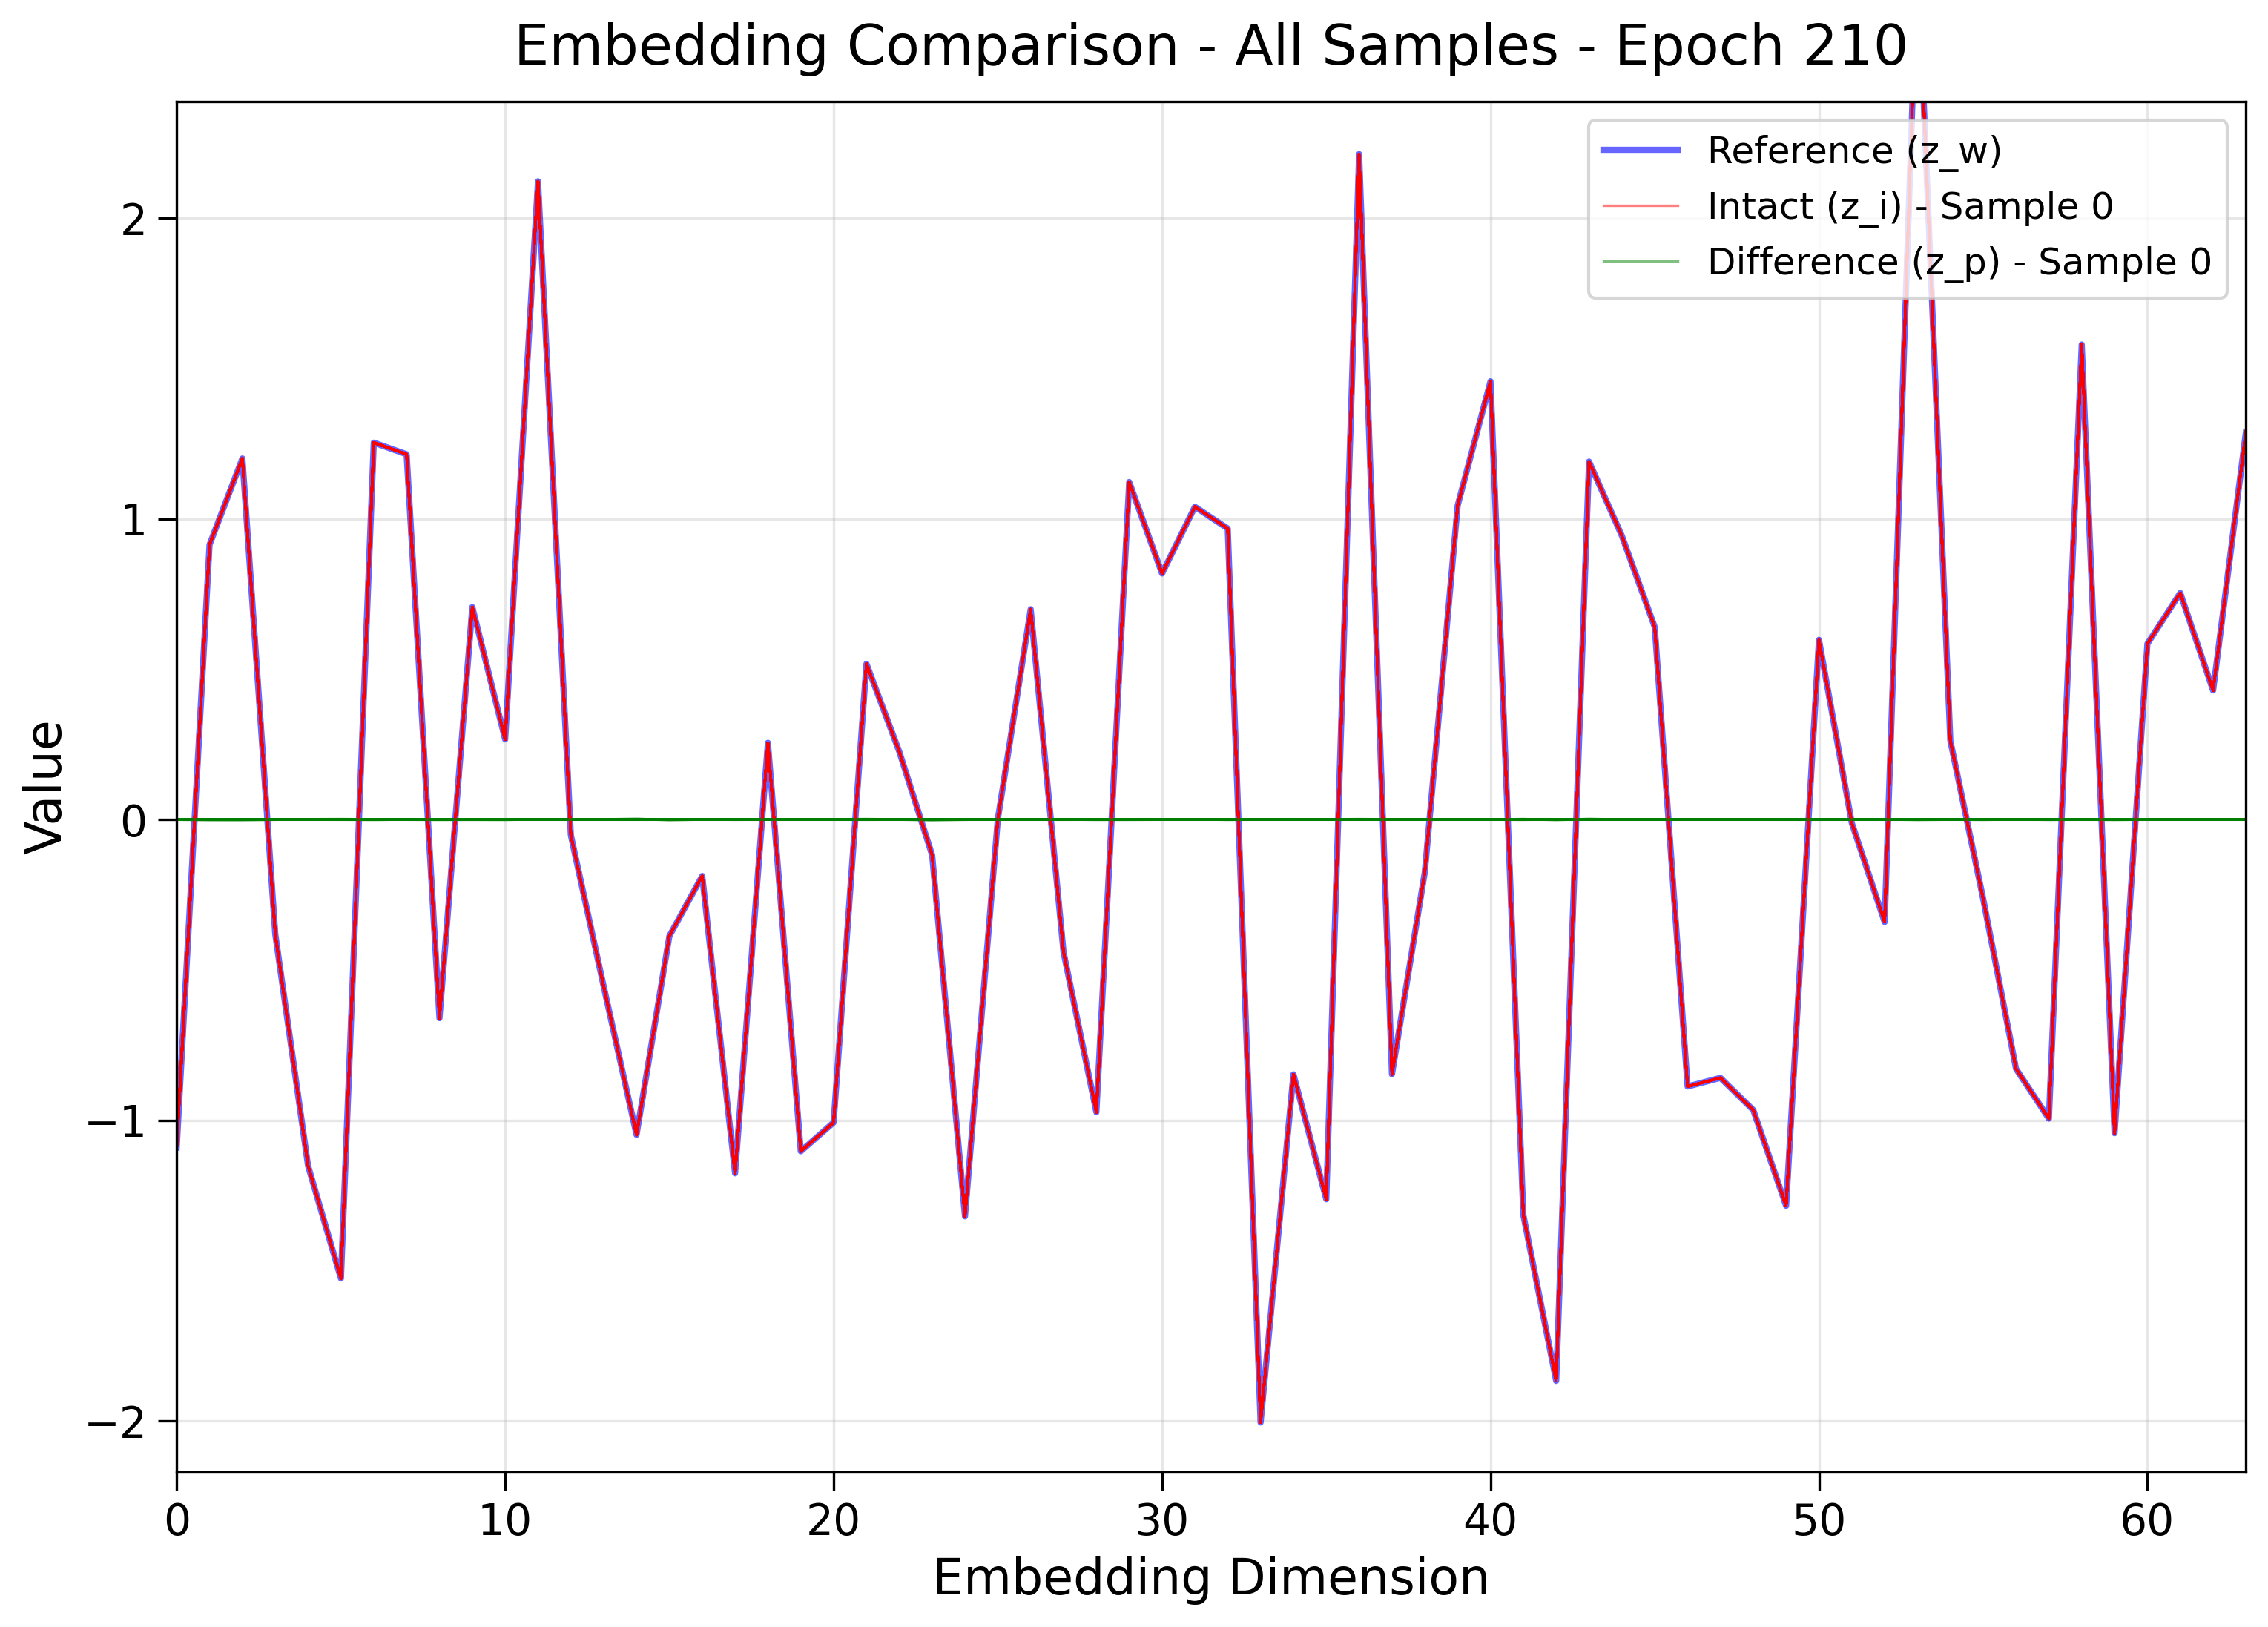 Embedding Comparison - All Samples - Epoch 210
Reference (z_w)
Intact (z_i) - Sample 0
Difference (z_p) - Sample 0
Value
2
1
0
−1
−2
0 10 20 30 40 50 60
Embedding Dimension